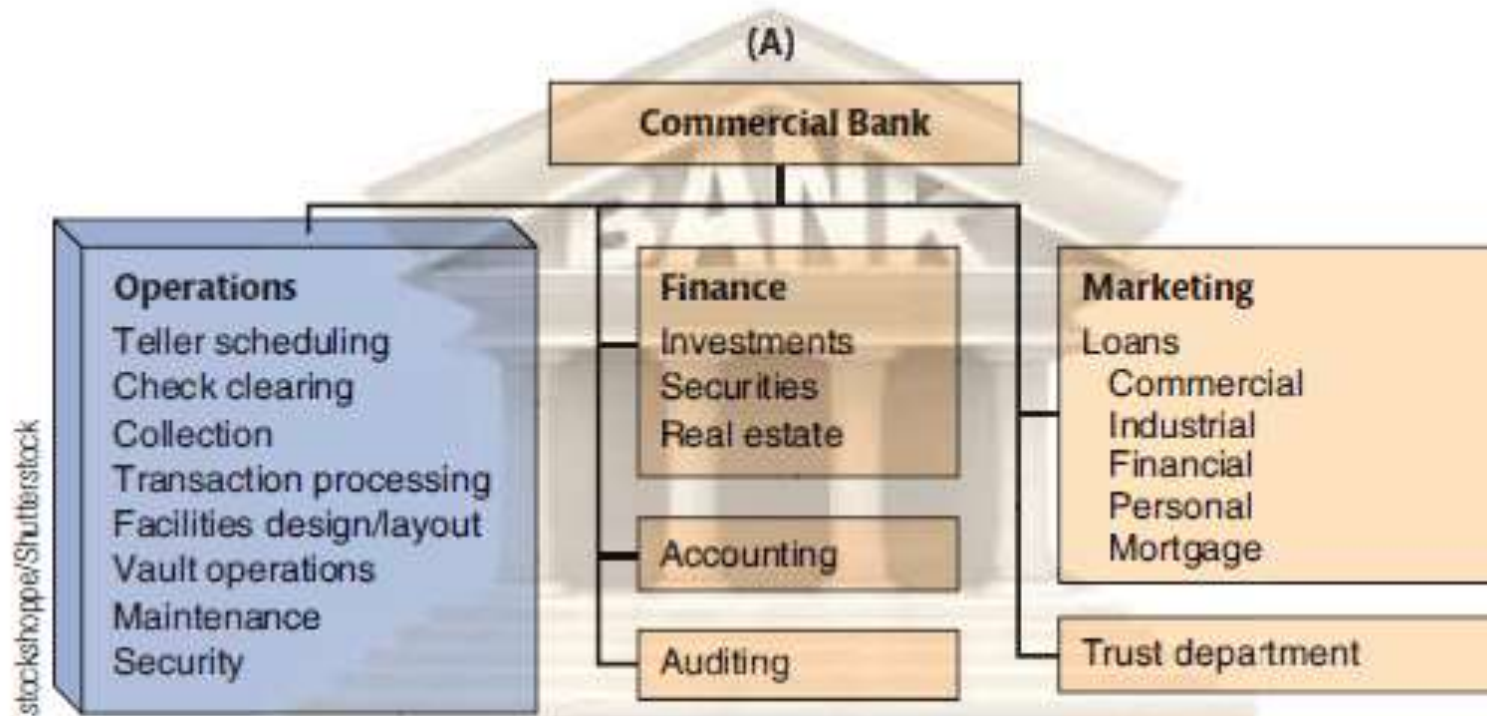 (A)
Commercial Bank
BANK
Operations
Teller scheduling
Check clearing
Collection
Transaction processing
Facilities design/layout
Vault operations
Maintenance
Security
Finance
Investments
Securities
Real estate
Accounting
Auditing
Marketing
Loans
Commercial
Industrial
Financial
Personal
Mortgage
Trust department
stockshoppe/Shutterstock